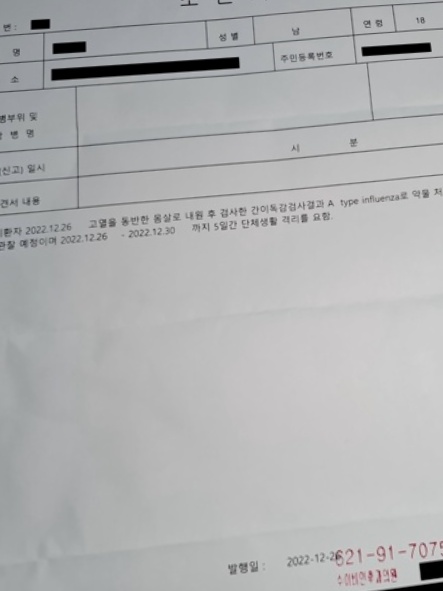 번 :
명 성 별 남 연 령 18
소 주민등록번호
병부위 및
병 명
신고) 일시 시 분
견서 내용
환자 2022.12.26 고열을 동반한 몸살로 내원 후 검사한 간이독감검사결과 A type influenza로 약물 처
관찰 예정이며 2022.12.26 - 2022.12.30 까지 5일간 단체생활 격리를 요함.
발행일 : 2022-12-26
621-91-7075
수이비인후과의원